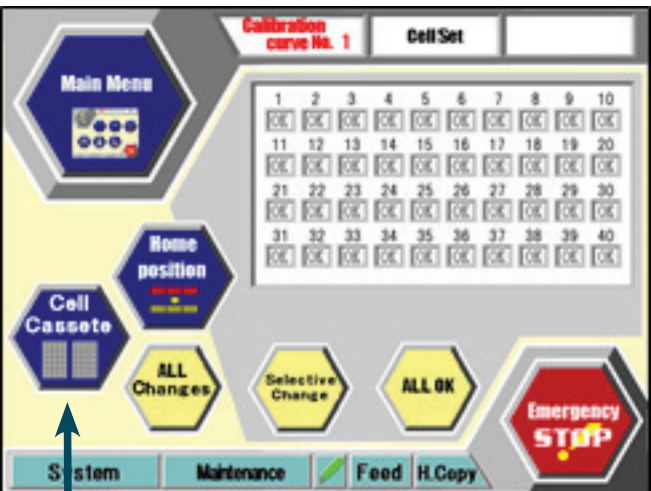 Calibration
curve No. 1
Cell Set
Main Menu
1 2 3 4 5 6 7 8 9 10
OK OK OK OK OK OK OK OK OK OK
11 12 13 14 15 16 17 18 19 20
OK OK OK OK OK OK OK OK OK OK
21 22 23 24 25 26 27 28 29 30
OK OK OK OK OK OK OK OK OK OK
31 32 33 34 35 36 37 38 39 40
OK OK OK OK OK OK OK OK OK OK
Home
position
Cell
Cassete
ALL
Changes
Selective
Change
ALL OK
Emergency
STOP
System
Maintenance
Feed
H.Copy